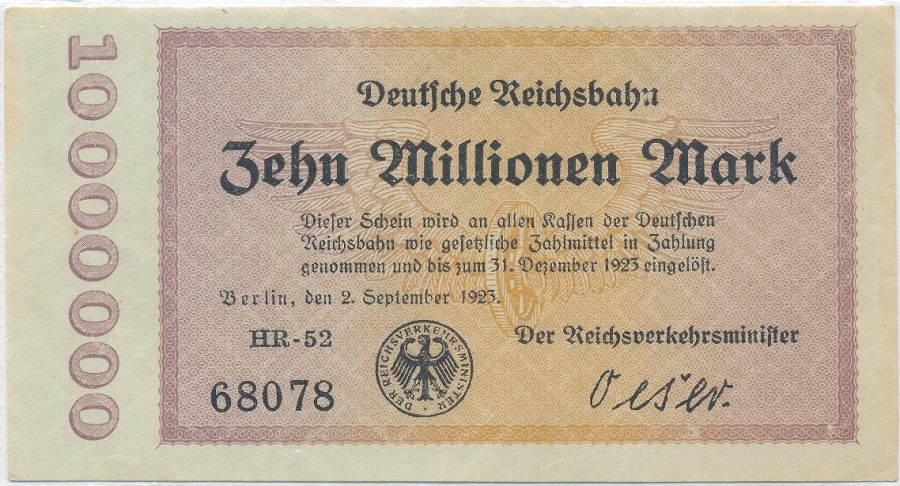 10000000
Deutsche Reichsbahn
Zehn Millionen Mark
Dieser Schein wird an allen Kassen der Deutschen
Reichsbahn wie gesetzliche Zahlmittel in Zahlung
genommen und bis zum 31. Dezember 1923 eingelöst.
Berlin, den 2. September 1923.
HR-52
Der Reichsverkehrsminister
68078
DER REICHSVERKEHRSMINISTER
Oeser.